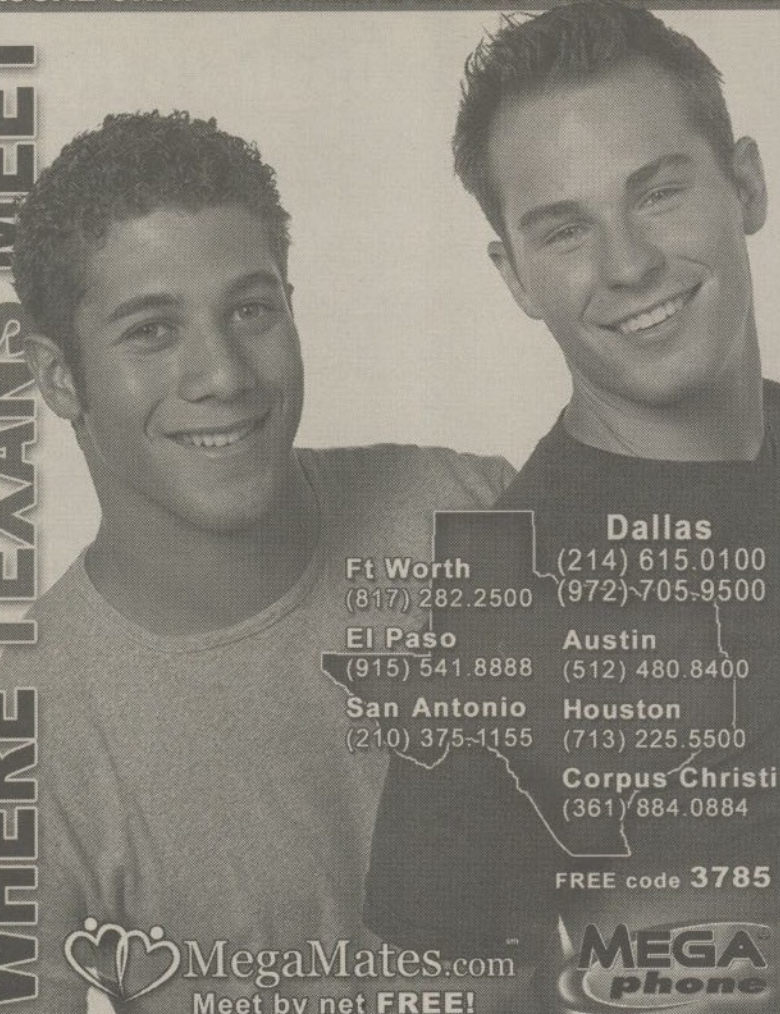 WHERE TEXANS MEET
Dallas
(214) 615.0100
(972) 705.9500
Ft Worth
(817) 282.2500
El Paso
(915) 541.8888
Austin
(512) 480.8400
San Antonio
(210) 375.1155
Houston
(713) 225.5500
Corpus Christi
(361) 884.0884
FREE code 3785
MegaMates.com℠
Meet by net FREE!
MEGA
phone